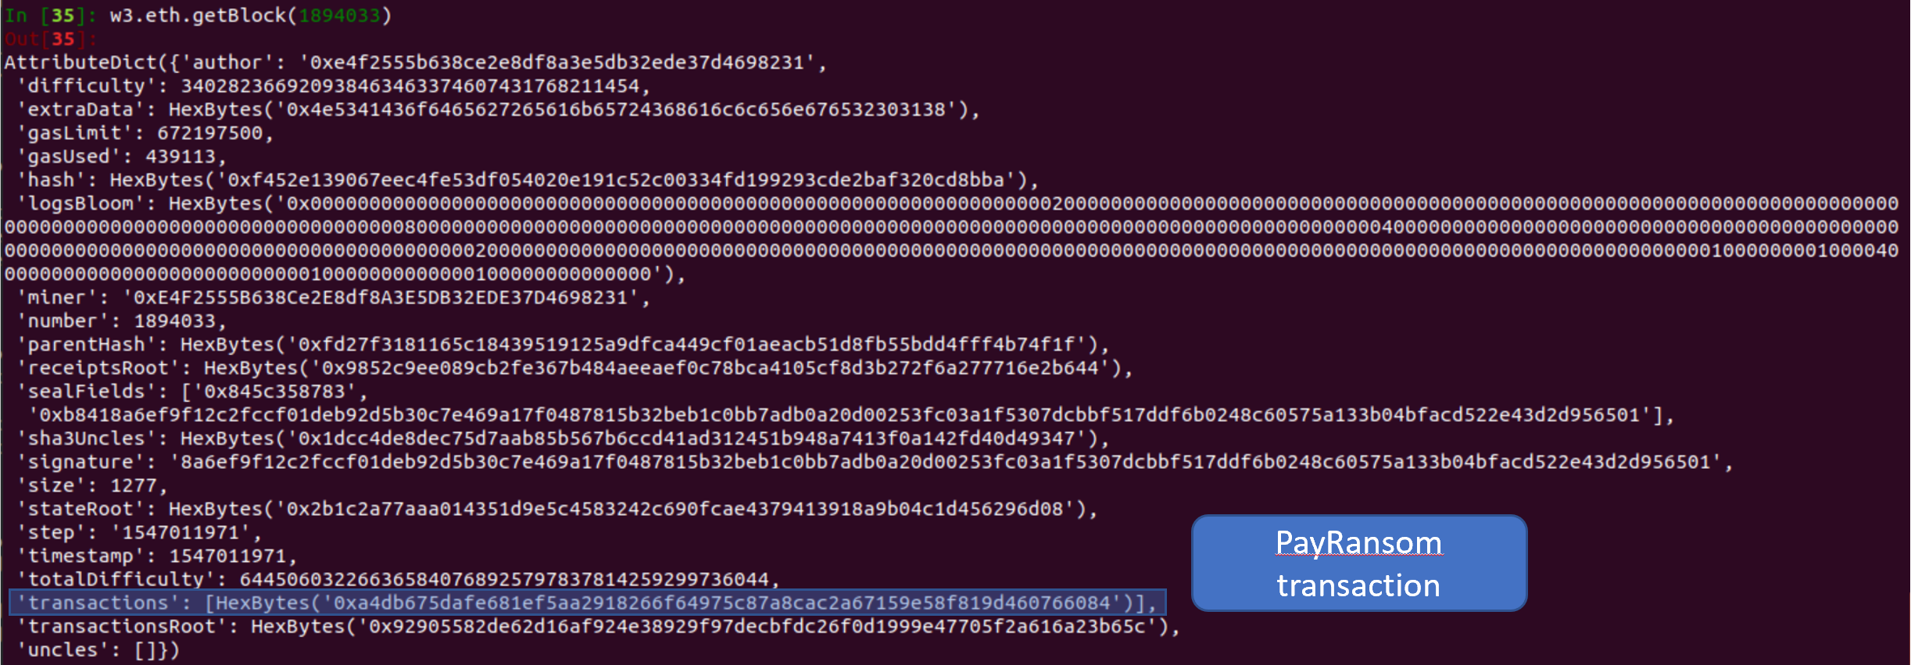 In [35]: w3.eth.getBlock(1894033)
Out[35]:
AttributeDict({'author': '0xe4f2555b638ce2e8df8a3e5db32ede37d4698231',
'difficulty': 340282366920938463463374607431768211454,
'extraData': HexBytes('0x4e5341436f6465627265616b65724368616c6c656e676532303138'),
'gasLimit': 672197500,
'gasUsed': 439113,
'hash': HexBytes('0xf452e139067eec4fe53df054020e191c52c00334fd199293cde2baf320cd8bba'),
'logsBloom': HexBytes('
'),
'miner': '0xE4F2555B638Ce2E8df8A3E5DB32EDE37D4698231',
'number': 1894033,
'parentHash': HexBytes('0xfd27f3181165c18439519125a9dfca449cf01aeacb51d8fb55bdd4fff4b74f1f'),
'receiptsRoot': HexBytes('0x9852c9ee089cb2fe367b484aeeaef0c78bca4105cf8d3b272f6a277716e2b644'),
'sealFields': ['0x845c358783',
'0xb8418a6ef9f12c2fccf01deb92d5b30c7e469a17f0487815b32beb1c0bb7adb0a20d00253fc03a1f5307dcbbf517ddf6b0248c60575a133b04bfacd522e43d2d956501'],
'sha3Uncles': HexBytes('0x1dcc4de8dec75d7aab85b567b6ccd41ad312451b948a7413f0a142fd40d49347'),
'signature': '8a6ef9f12c2fccf01deb92d5b30c7e469a17f0487815b32beb1c0bb7adb0a20d00253fc03a1f5307dcbbf517ddf6b0248c60575a133b04bfacd522e43d2d956501',
'size': 1277,
'stateRoot': HexBytes('0x2b1c2a77aaa014351d9e5c4583242c690fcae4379413918a9b04c1d456296d08'),
'step': '1547011971',
'timestamp': 1547011971,
'totalDifficulty': 644506032266365840768925797837814259299736044,
'transactions': [HexBytes('0xa4db675dafe681ef5aa2918266f64975c87a8cac2a67159e58f819d460766084')],
'transactionsRoot': HexBytes('0x92905582de62d16af924e38929f97decbfdc26f0d1999e47705f2a616a23b65c'),
'uncles': []})
PayRansom
transaction